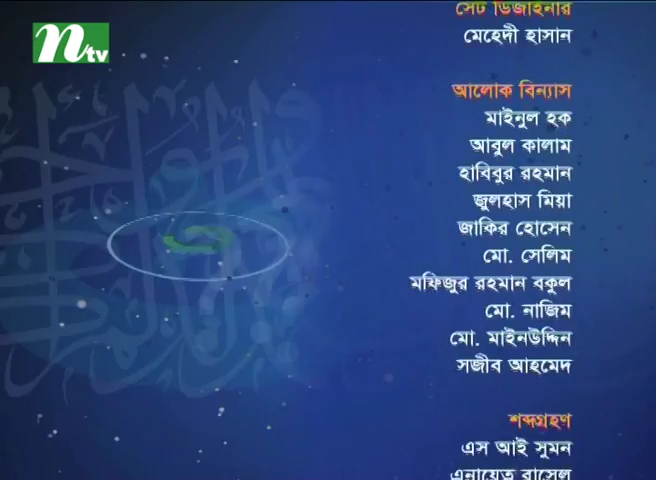 ntv
সেট ডিজাইনার
মেহেদী হাসান
আলোক বিন্যাস
মাইনুল হক
আবুল কালাম
হাবিবুর রহমান
জুলহাস মিয়া
জাকির হোসেন
মো. সেলিম
মফিজুর রহমান বকুল
মো. নাজিম
মো. মাইনউদ্দিন
সজীব আহমেদ
শব্দগ্রহণ
এস আই সুমন
এনায়েত রাসেল